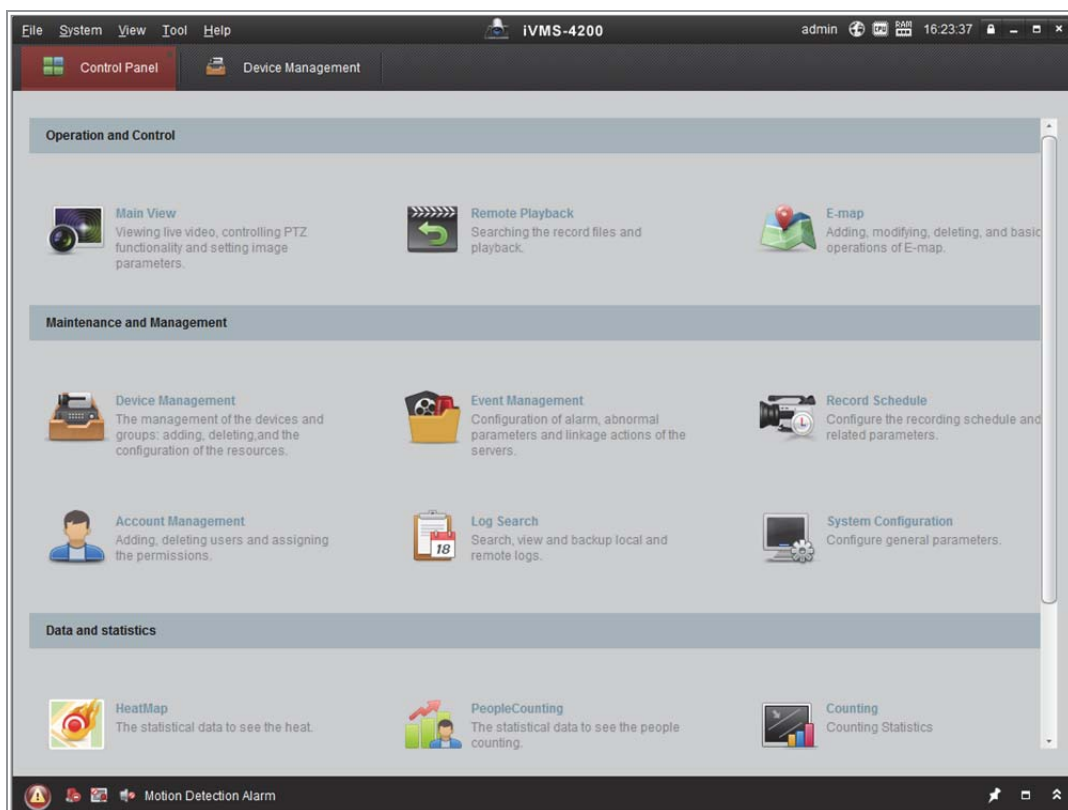 File System View Tool Help iVMS-4200 admin CPU RAM 16:23:37
Control Panel Device Management
Operation and Control
Main View
Viewing live video, controlling PTZ
functionality and setting image
parameters.
Remote Playback
Searching the record files and
playback.
E-map
Adding, modifying, deleting, and basic
operations of E-map.
Maintenance and Management
Device Management
The management of the devices and
groups: adding, deleting,and the
configuration of the resources.
Event Management
Configuration of alarm, abnormal
parameters and linkage actions of the
servers.
Record Schedule
Configure the recording schedule and
related parameters.
Account Management
Adding, deleting users and assigning
the permissions.
18
Log Search
Search, view and backup local and
remote logs.
System Configuration
Configure general parameters.
Data and statistics
HeatMap
The statistical data to see the heat.
PeopleCounting
The statistical data to see the people
counting.
Counting
Counting Statistics
Motion Detection Alarm